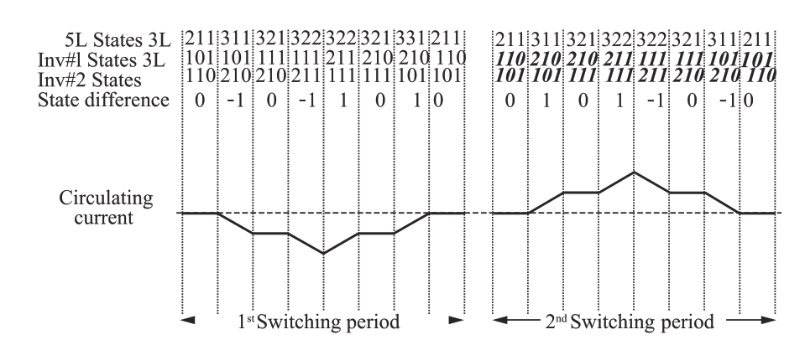 5L States 3L 211 311 321 322 322 321 331 211 211 311 321 322 322 321 311 211
Inv#1 States 3L 101 101 111 111 211 210 210 110 110 210 210 211 111 111 101 101
Inv#2 States 110 210 210 211 111 111 101 101 101 101 111 111 211 210 210 110
State difference 0 -1 0 -1 1 0 1 0 0 1 0 1 -1 0 -1 0
Circulating
current
1st Switching period 2nd Switching period